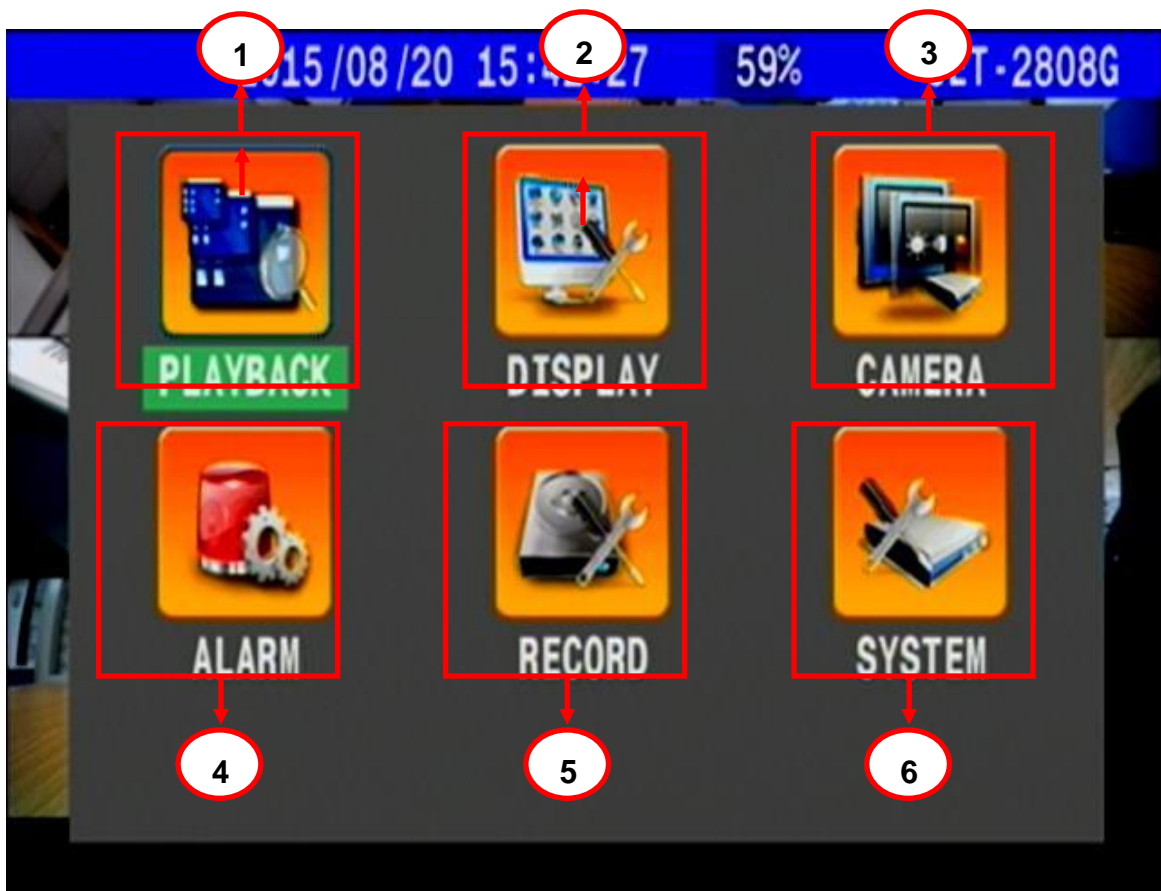 1 2 3
015/08/20 15:4 27 59% T-2808G
PLAYBACK DISPLAY CAMERA
ALARM RECORD SYSTEM
4 5 6